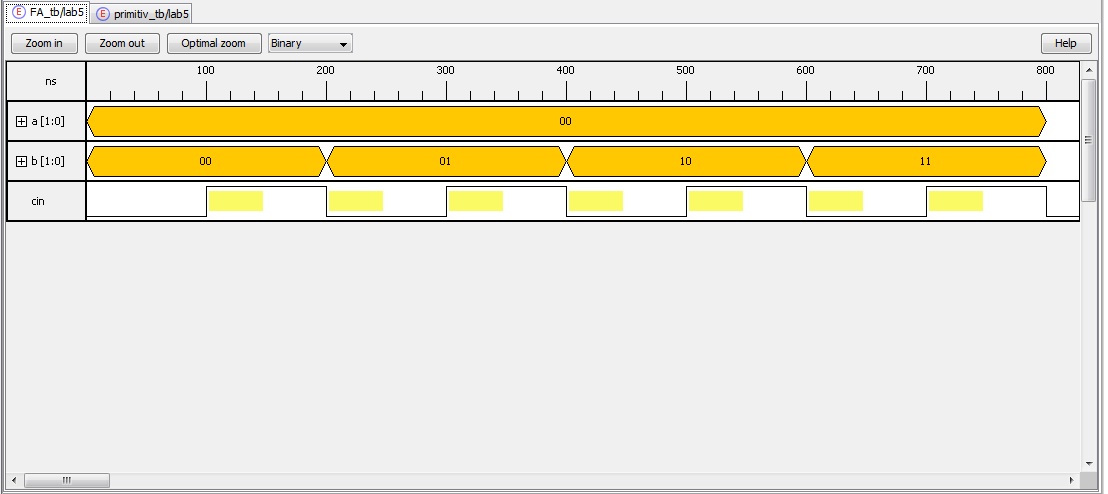 E FA_tb/lab5 E primitiv_tb/lab5
Zoom in Zoom out Optimal zoom Binary Help
ns 100 200 300 400 500 600 700 800
a [1:0] 00
b [1:0] 00 01 10 11
cin